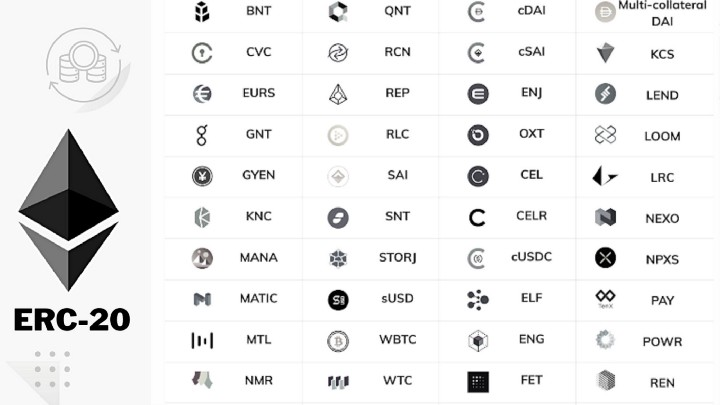 BNT QNT cDAI Multi-collateral
DAI
CVC RCN cSAI KCS
EURS REP ENJ LEND
GNT RLC OXT LOOM
GYEN SAI CEL LRC
KNC SNT CELR NEXO
MANA STORJ cUSDC NPXS
MATIC sUSD ELF PAY
MTL WBTC ENG POWR
NMR WTC FET REN
ERC-20